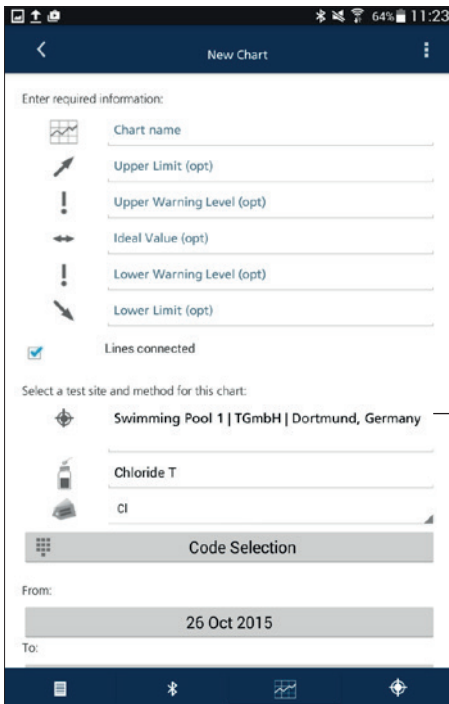 64% 11:23
New Chart
Enter required information:
Chart name
Upper Limit (opt)
Upper Warning Level (opt)
Ideal Value (opt)
Lower Warning Level (opt)
Lower Limit (opt)
Lines connected
Select a test site and method for this chart:
Swimming Pool 1 | TGmbH | Dortmund, Germany
Chloride T
Cl
Code Selection
From:
26 Oct 2015
To: